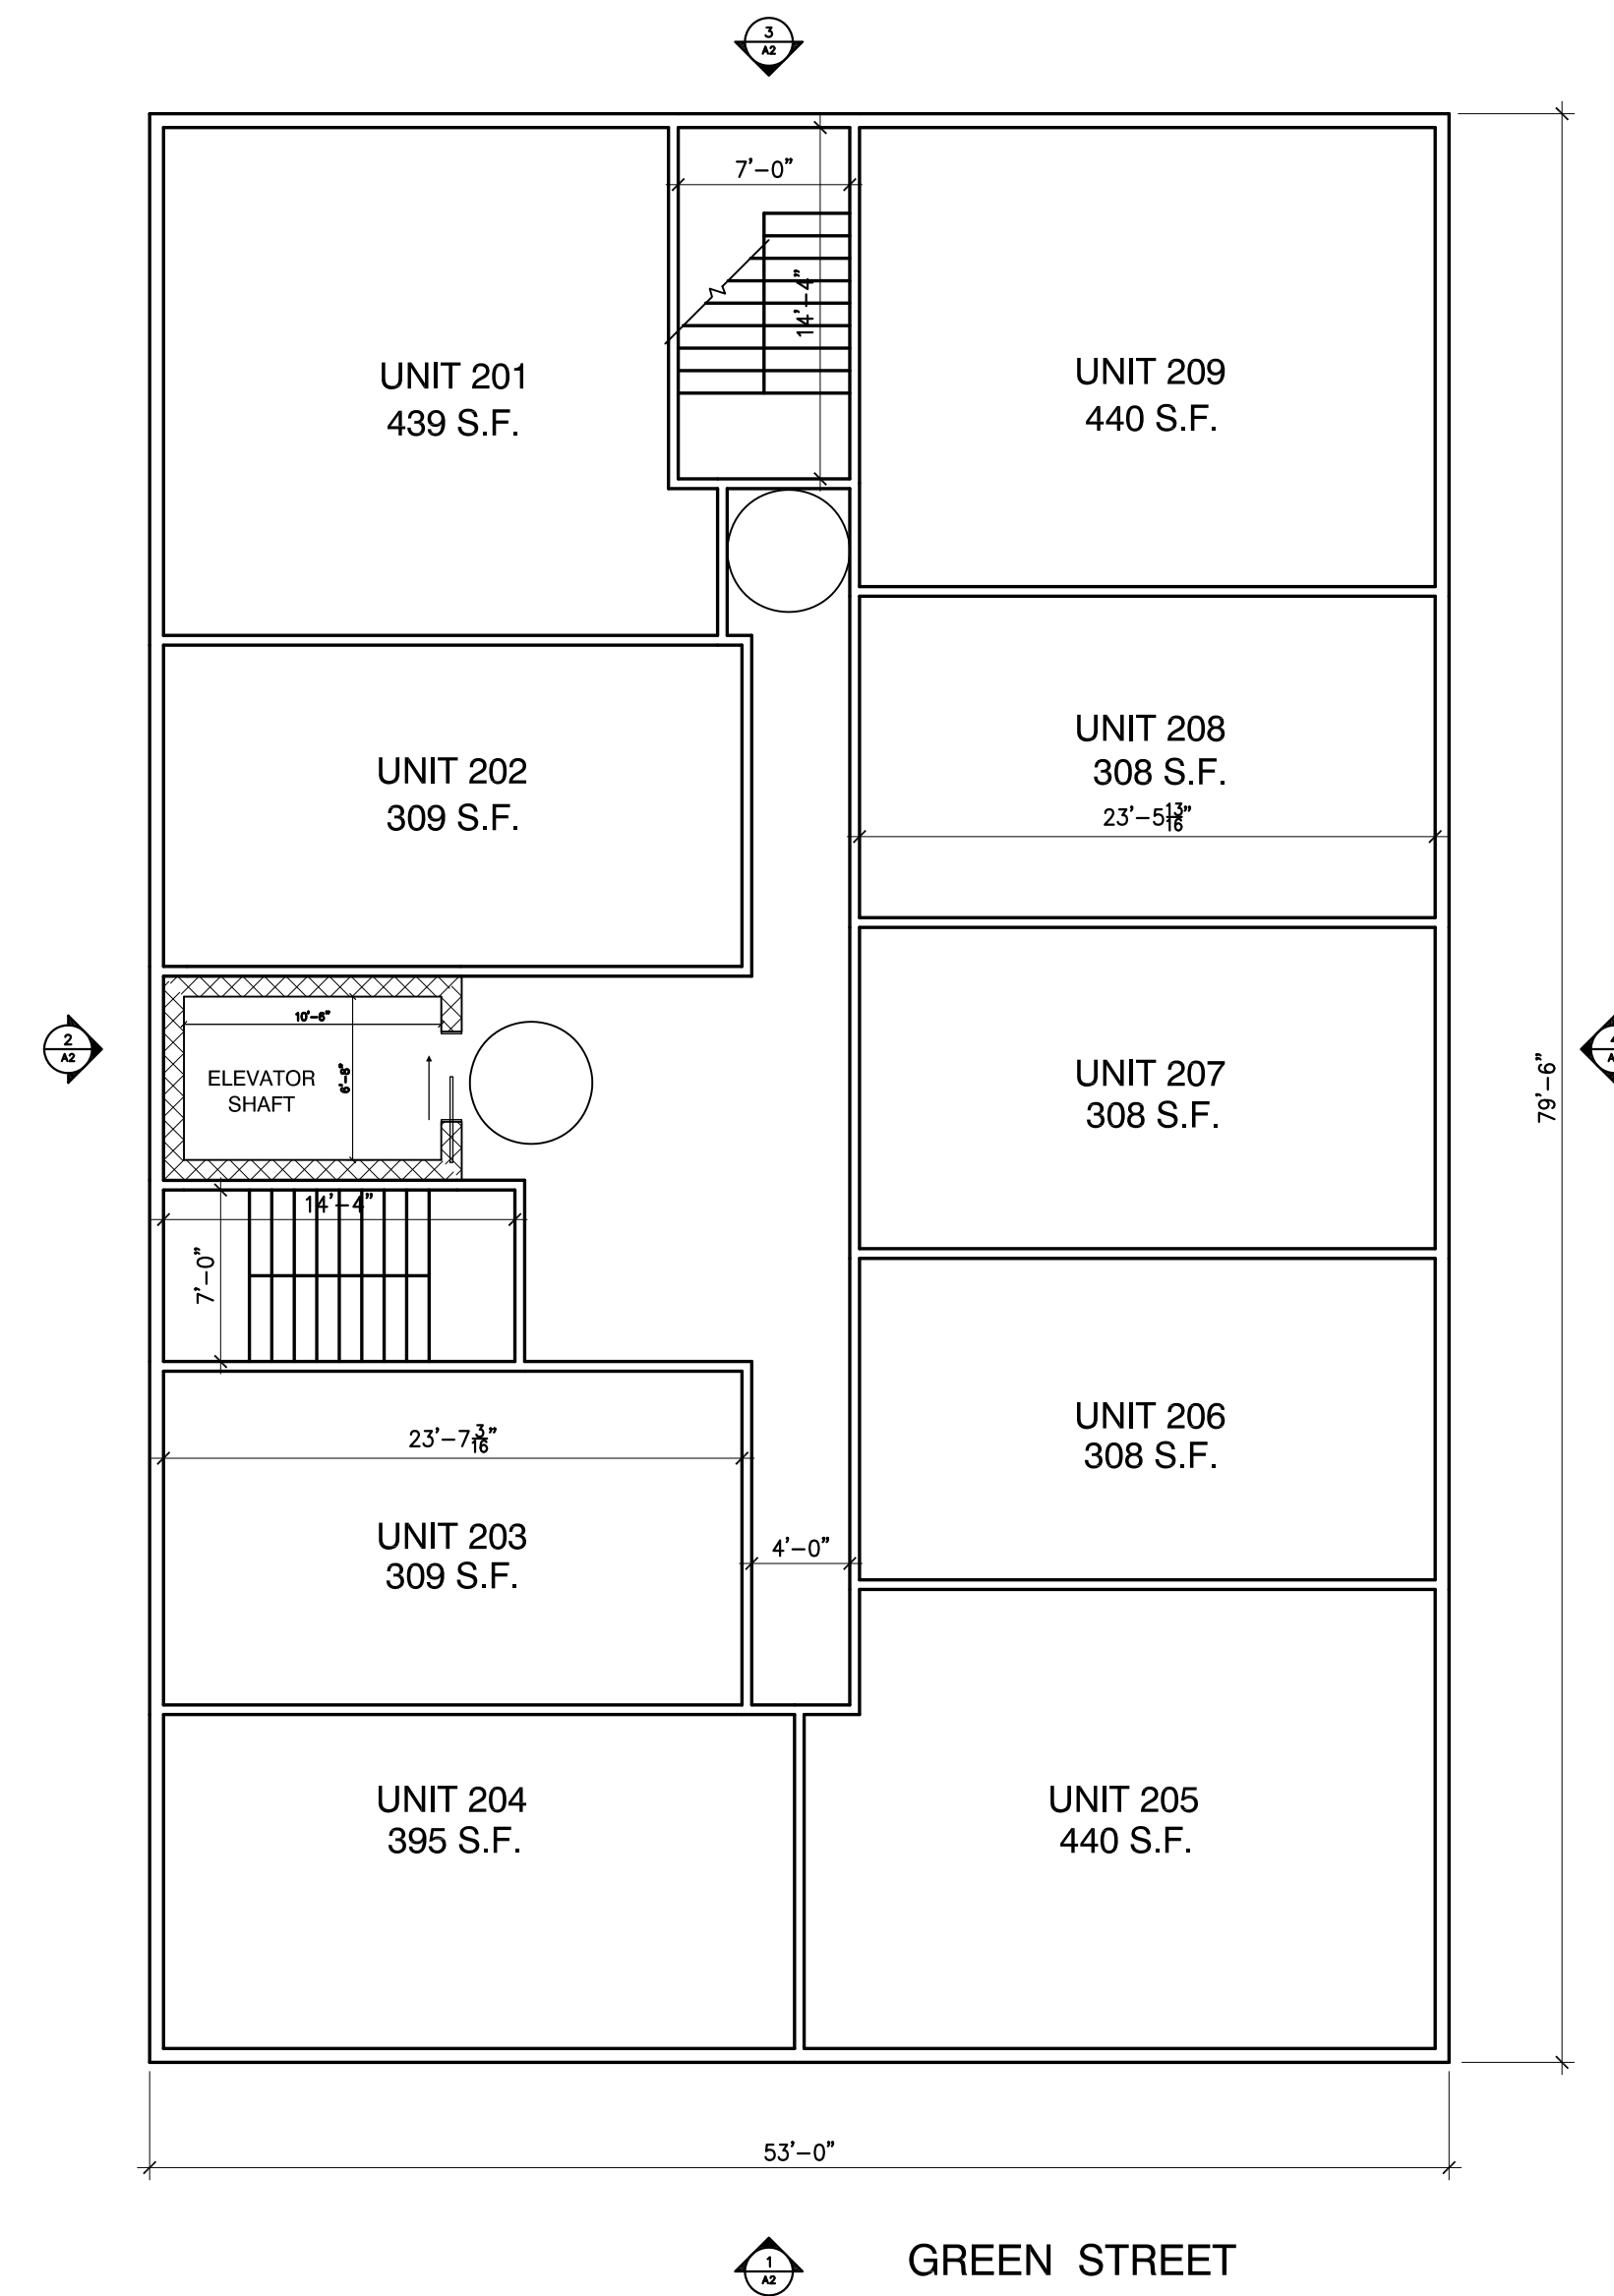 3
A2
7'-0"
14'-4"
UNIT 201
439 S.F.
UNIT 209
440 S.F.
UNIT 202
309 S.F.
UNIT 208
308 S.F.
23'-5 13/16"
2
A2
10'-6"
6'-8"
ELEVATOR
SHAFT
UNIT 207
308 S.F.
79'-6"
14'-4"
7'-0"
23'-7 3/16"
UNIT 203
309 S.F.
4'-0"
UNIT 206
308 S.F.
UNIT 204
395 S.F.
UNIT 205
440 S.F.
53'-0"
1
A2
GREEN STREET